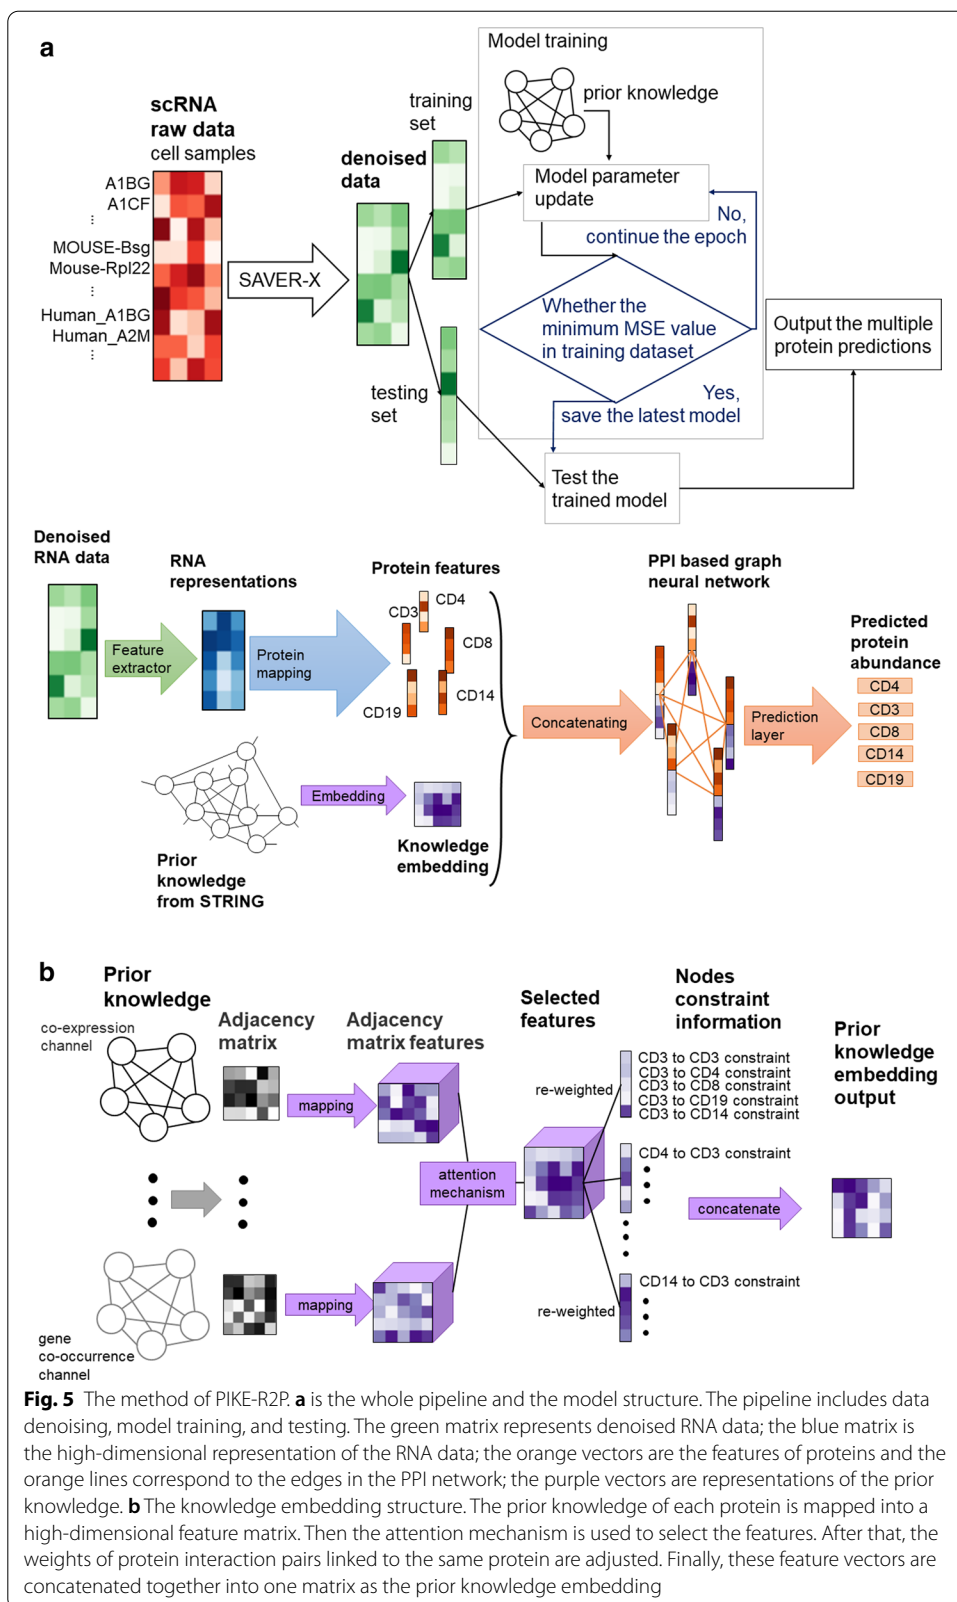 a
Model training
prior knowledge
training
set
scRNA
raw data
cell samples
denoised
data
A1BG
A1CF
...
MOUSE-Bsg
Mouse-Rpl22
...
Human_A1BG
Human_A2M
...
SAVER-X
Model parameter
update
No,
continue the epoch
Whether the
minimum MSE value
in training dataset
Output the multiple
protein predictions
testing
set
Yes,
save the latest model
Test the
trained model
Denoised
RNA data
RNA
representations
Protein features
PPI based graph
neural network
Predicted
protein
abundance
Feature
extractor
Protein
mapping
CD3
CD4
CD8
CD19
CD14
Concatenating
Prediction
layer
CD4
CD3
CD8
CD14
CD19
Embedding
Knowledge
embedding
Prior
knowledge
from STRING
b
Prior
knowledge
co-expression
channel
Adjacency
matrix
Adjacency
matrix features
Selected
features
Nodes
constraint
information
Prior
knowledge
embedding
output
mapping
re-weighted
CD3 to CD3 constraint
CD3 to CD4 constraint
CD3 to CD8 constraint
CD3 to CD19 constraint
CD3 to CD14 constraint
attention
mechanism
CD4 to CD3 constraint
concatenate
mapping
re-weighted
CD14 to CD3 constraint
gene
co-occurrence
channel
Fig. 5 The method of PIKE-R2P. a is the whole pipeline and the model structure. The pipeline includes data
denoising, model training, and testing. The green matrix represents denoised RNA data; the blue matrix is
the high-dimensional representation of the RNA data; the orange vectors are the features of proteins and the
orange lines correspond to the edges in the PPI network; the purple vectors are representations of the prior
knowledge. b The knowledge embedding structure. The prior knowledge of each protein is mapped into a
high-dimensional feature matrix. Then the attention mechanism is used to select the features. After that, the
weights of protein interaction pairs linked to the same protein are adjusted. Finally, these feature vectors are
concatenated together into one matrix as the prior knowledge embedding